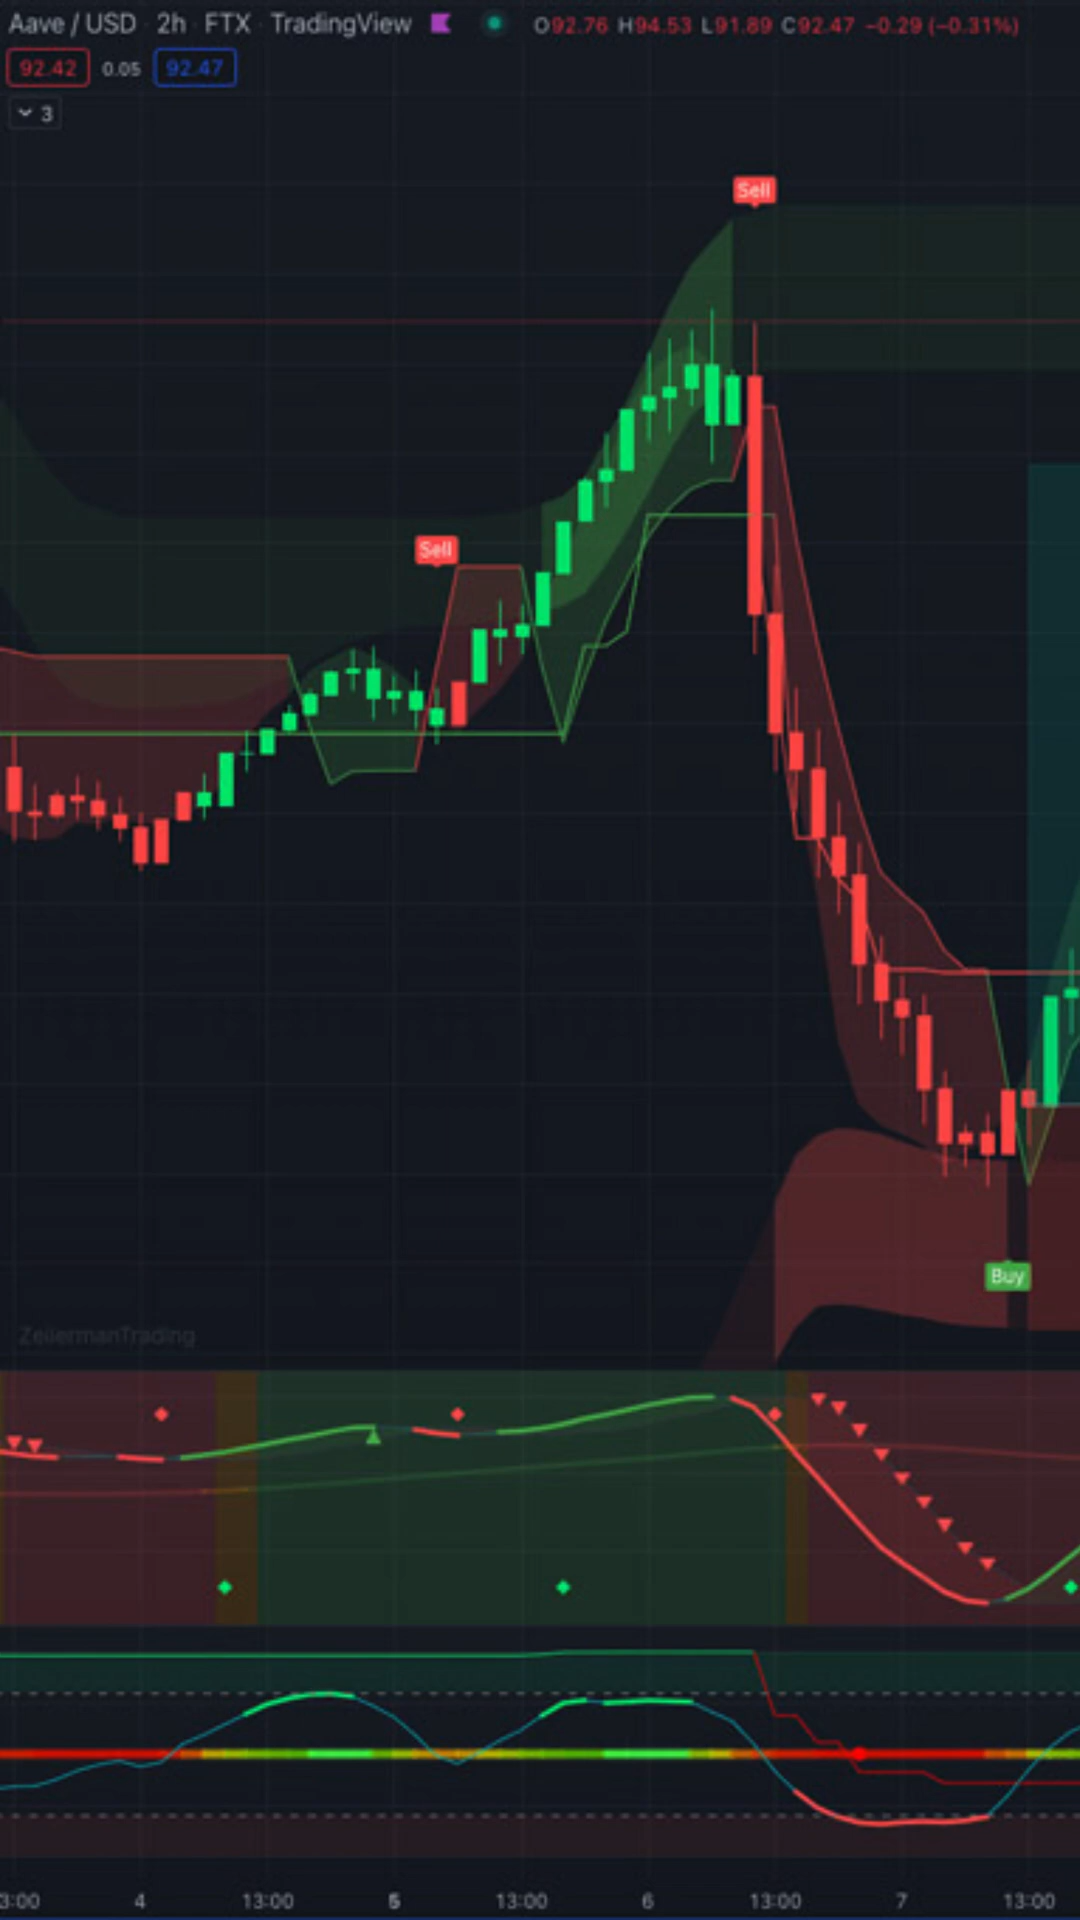 Aave / USD · 2h · FTX · TradingView O92.76 H94.53 L91.89 C92.47 −0.29 (−0.31%)
92.42 0.05 92.47
3
Sell
Sell
Buy
ZeiiermanTrading
3:00 4 13:00 5 13:00 6 13:00 7 13:00